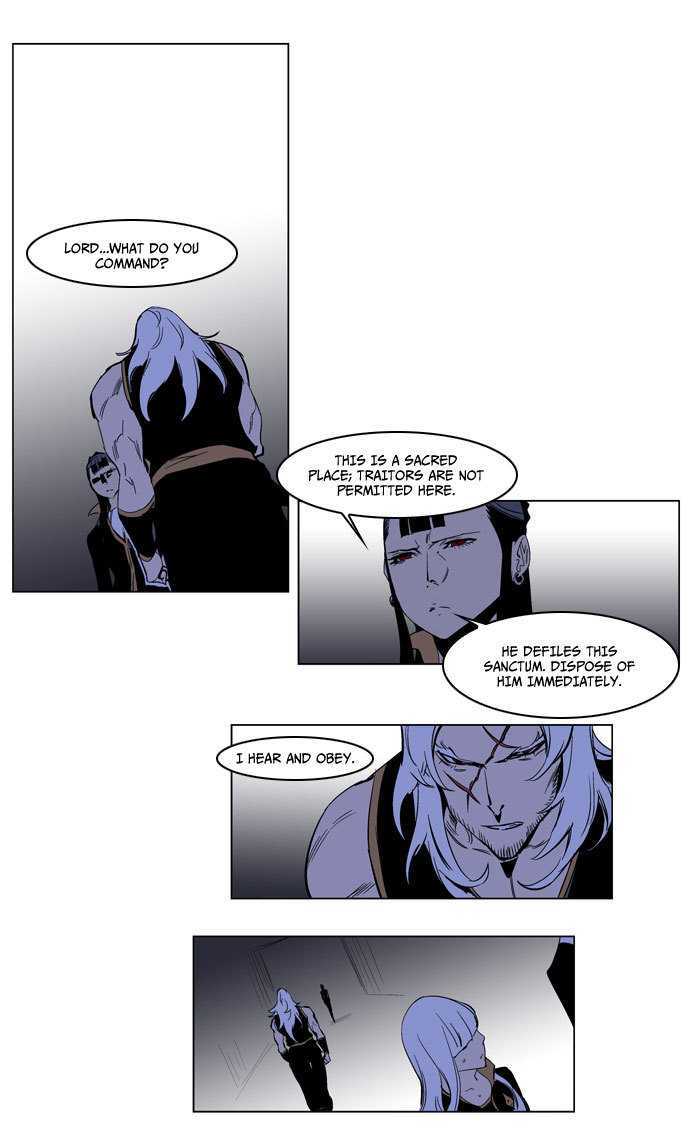 LORD...WHAT DO YOU
COMMAND?
THIS IS A SACRED
PLACE; TRAITORS ARE NOT
PERMITTED HERE.
HE DEFILES THIS
SANCTUM. DISPOSE OF
HIM IMMEDIATELY.
I HEAR AND OBEY.